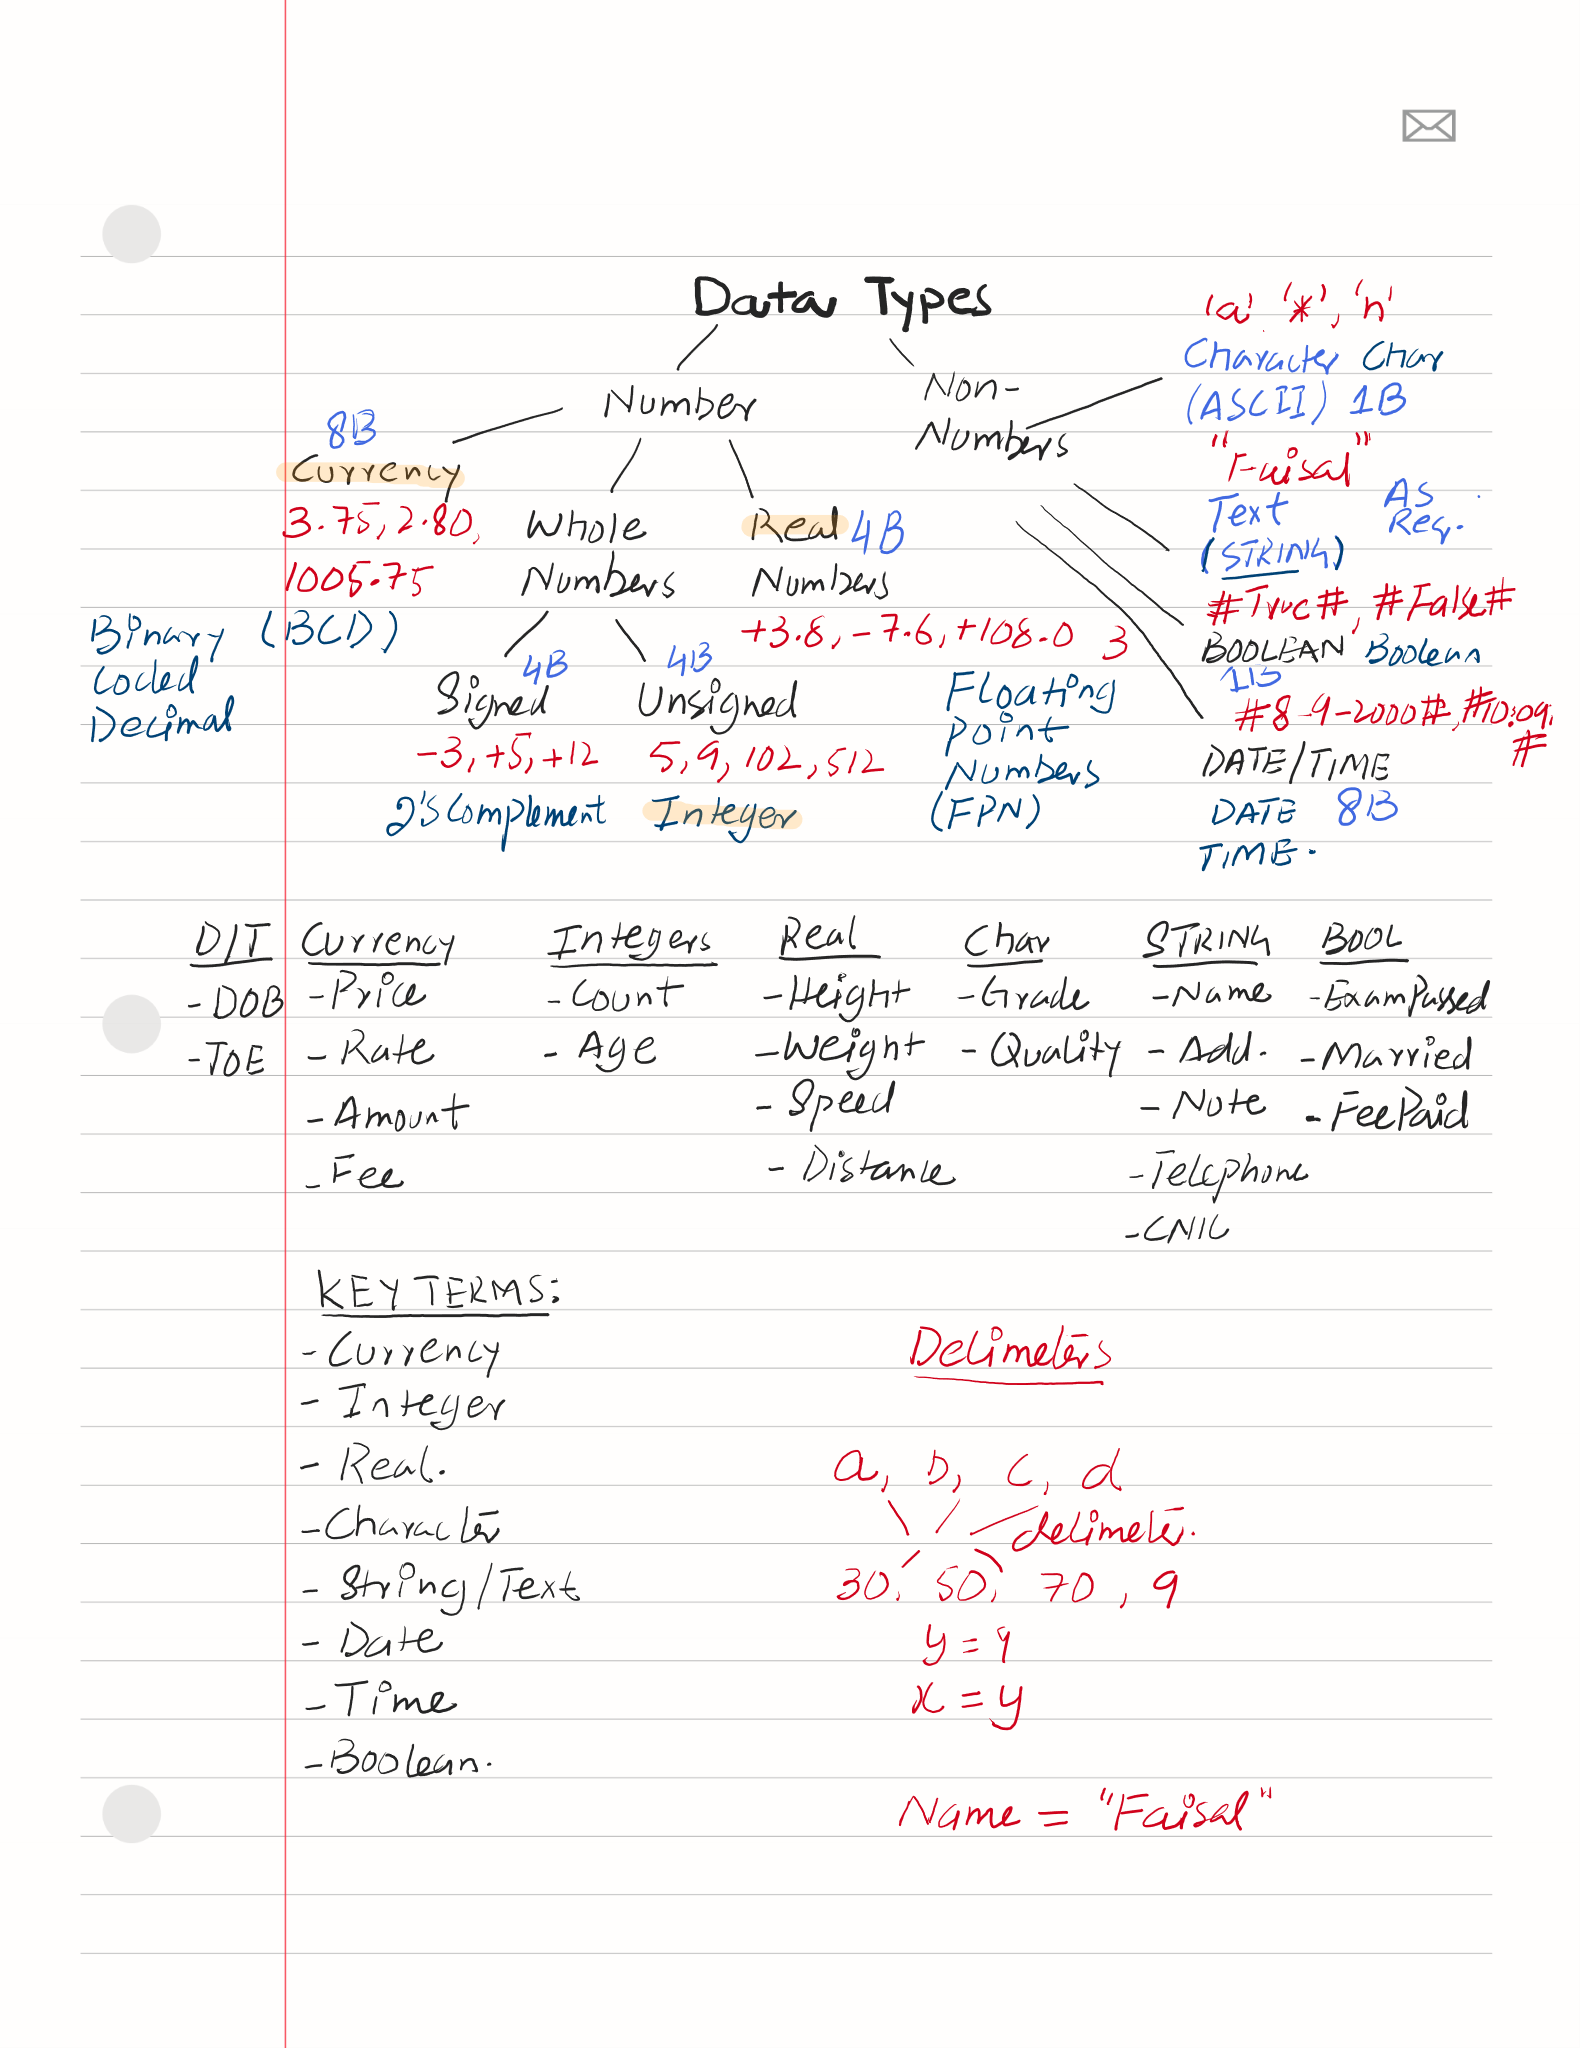 Data Types
Number
Non-
Numbers
8B
Currency
3.75, 2.80,
1005.75
(BCD)
Binary
Coded
Decimal
Whole
Numbers
Real 4B
Numbers
+3.8, -7.6, +108.0 3
Signed 4B
-3, +5, +12
2's Complement
Unsigned 4B
5, 9, 102, 512
Integer
Floating
Point
Numbers
(FPN)
'a' '*', 'n'
Character Char
(ASCII) 1B
"Faisal"
Text As
Req.
(STRING)
#True#, #False#
BOOLEAN Boolean
1B
#8-9-2000#, #10:09.
#
DATE/TIME
DATE 8B
TIME.
D/T
- DOB
- TOE
Currency
- Price
- Rate
- Amount
- Fee
Integers
- Count
- Age
Real
- Height
- Weight
- Speed
- Distance
Char
- Grade
- Quality
STRING
- Name
- Add.
- Note
- Telephone
- CNIC
BOOL
- ExamPassed
- Married
- FeePaid
KEY TERMS:
- Currency
- Integer
- Real.
- Character
- String/Text
- Date
- Time
- Boolean.
Delimeters
a, b, c, d
delimeter.
30, 50, 70, 9
y = 9
x = y
Name = "Faisal"